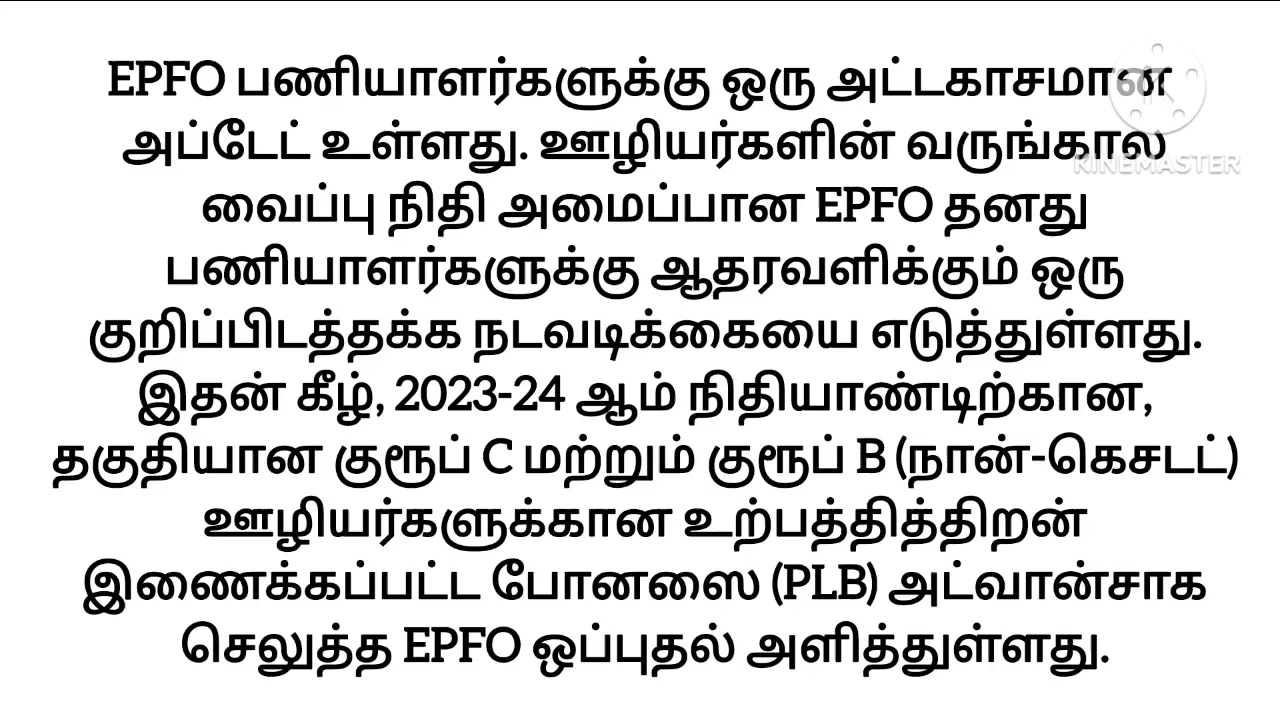 EPFO பணியாளர்களுக்கு ஒரு அட்டகாசமான
அப்டேட் உள்ளது. ஊழியர்களின் வருங்கால
வைப்பு நிதி அமைப்பான EPFO தனது
பணியாளர்களுக்கு ஆதரவளிக்கும் ஒரு
குறிப்பிடத்தக்க நடவடிக்கையை எடுத்துள்ளது.
இதன் கீழ், 2023-24 ஆம் நிதியாண்டிற்கான,
தகுதியான குரூப் C மற்றும் குரூப் B (நான்-கெசடட்)
ஊழியர்களுக்கான உற்பத்தித்திறன்
இணைக்கப்பட்ட போனஸை (PLB) அட்வான்சாக
செலுத்த EPFO ஒப்புதல் அளித்துள்ளது.
KINEMASTER